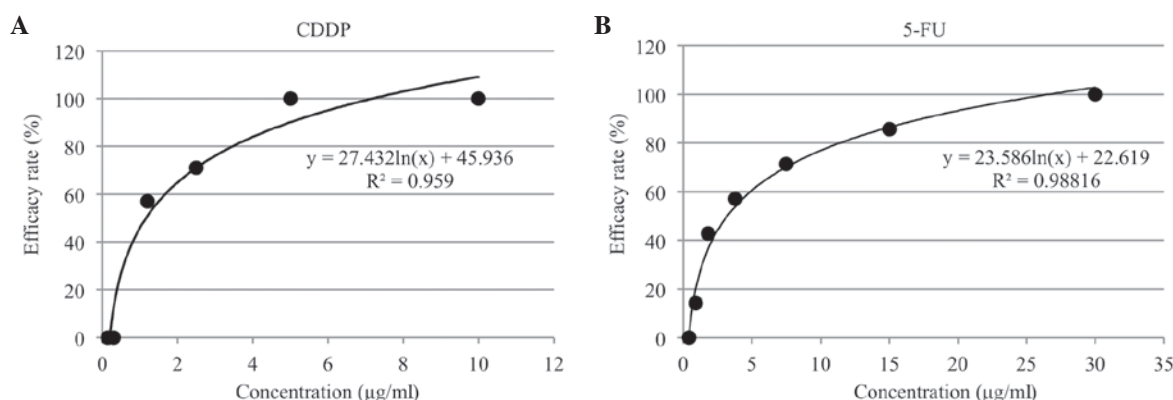 A
CDDP
120
100
80
60
40
20
0
Efficacy rate (%)
y = 27.432ln(x) + 45.936
R² = 0.959
0 2 4 6 8 10 12
Concentration (µg/ml)
B
5-FU
120
100
80
60
40
20
0
Efficacy rate (%)
y = 23.586ln(x) + 22.619
R² = 0.98816
0 5 10 15 20 25 30 35
Concentration (µg/ml)